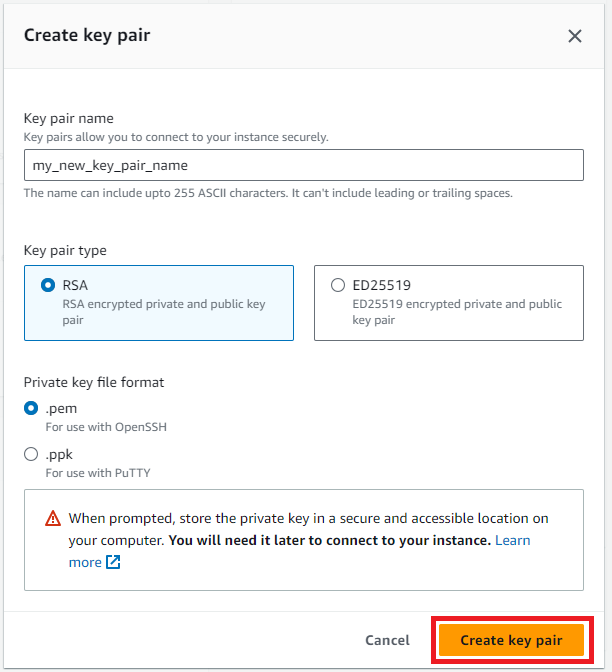 Create key pair
Key pair name
Key pairs allow you to connect to your instance securely.
my_new_key_pair_name
The name can include upto 255 ASCII characters. It can't include leading or trailing spaces.
Key pair type
RSA
RSA encrypted private and public key
pair
ED25519
ED25519 encrypted private and public
key pair
Private key file format
.pem
For use with OpenSSH
.ppk
For use with PuTTY
When prompted, store the private key in a secure and accessible location on
your computer. You will need it later to connect to your instance. Learn
more
Cancel
Create key pair